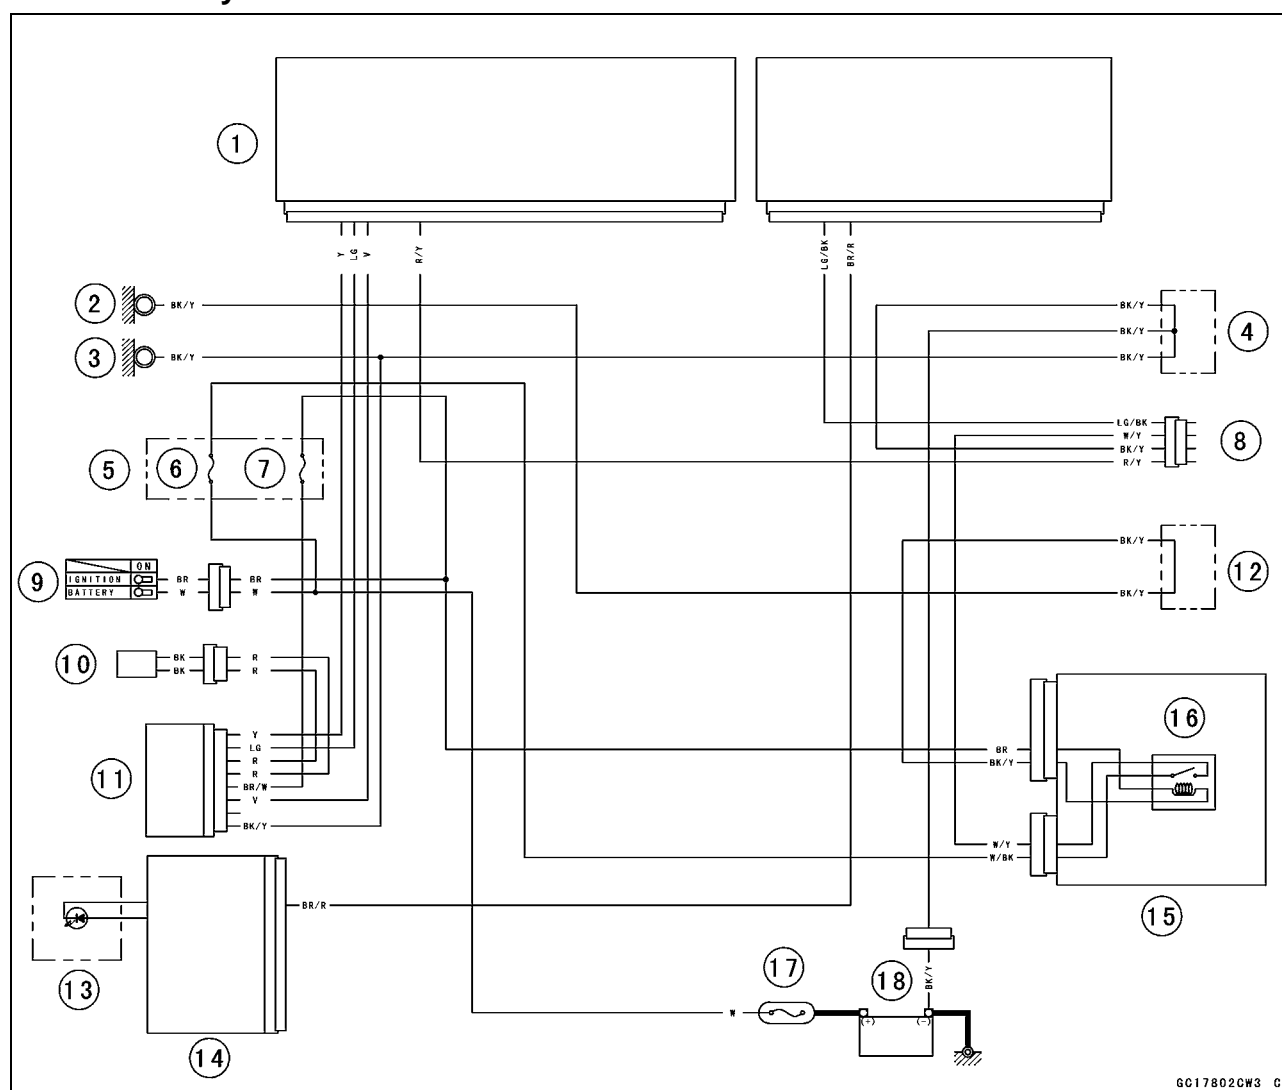 y
1
Y
LG
V
R/Y
LG/BK
BR/R
2
BK/Y
BK/Y
4
BK/Y
3
BK/Y
BK/Y
LG/BK
W/Y
BK/Y
R/Y
8
5
6
7
9
ON
IGNITION
BATTERY
BR
W
BR
W
BK/Y
12
BK/Y
10
BK
BK
R
R
16
11
Y
LG
R
R
BR/W
V
BK/Y
BR
BK/Y
W/Y
W/BK
15
BR/R
13
14
17
18
BK/Y
W
(+)
(-)
GC17802CW3 C